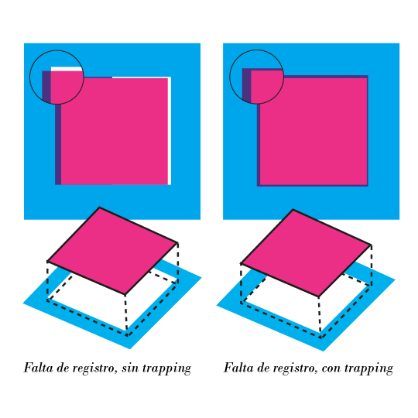 Falta de registro, sin trapping
Falta de registro, con trapping